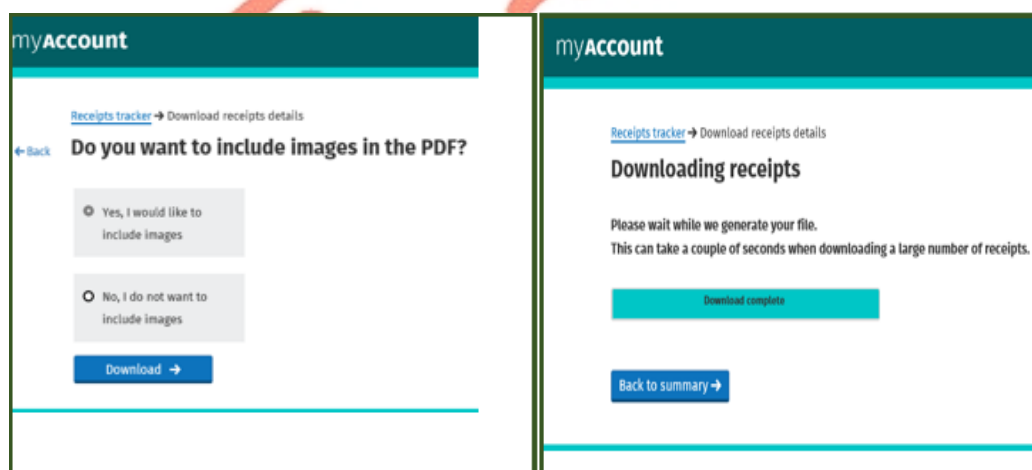 myAccount
Receipts tracker → Download receipts details
← Back
Do you want to include images in the PDF?
Yes, I would like to
include images
No, I do not want to
include images
Download →
myAccount
Receipts tracker → Download receipts details
Downloading receipts
Please wait while we generate your file.
This can take a couple of seconds when downloading a large number of receipts.
Download complete
Back to summary →